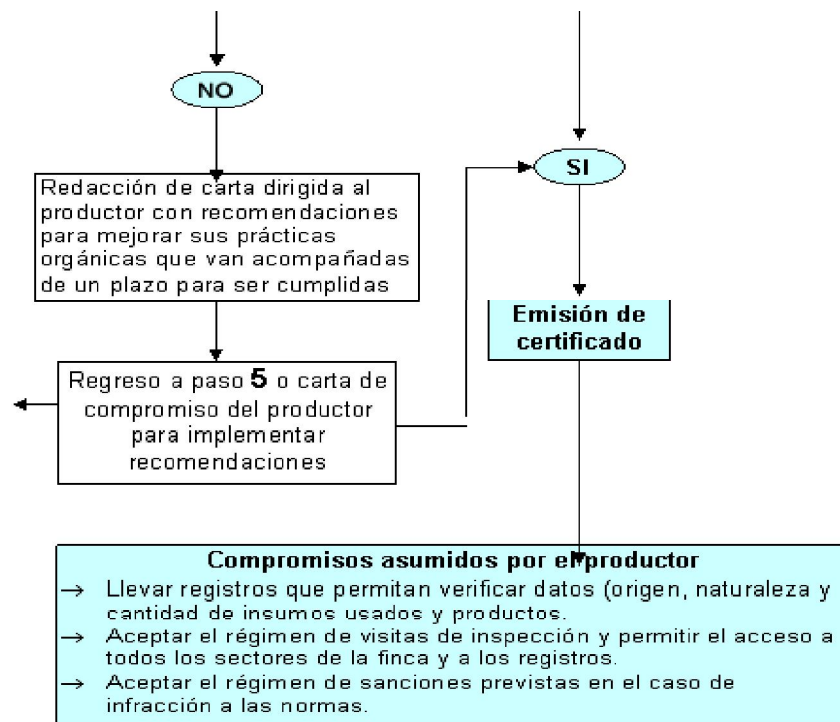 NO
Redacción de carta dirigida al
productor con recomendaciones
para mejorar sus prácticas
orgánicas que van acompañadas
de un plazo para ser cumplidas
Regreso a paso 5 o carta de
compromiso del productor
para implementar
recomendaciones
SI
Emisión de
certificado
Compromisos asumidos por el productor
→ Llevar registros que permitan verificar datos (origen, naturaleza y
cantidad de insumos usados y productos.
→ Aceptar el régimen de visitas de inspección y permitir el acceso a
todos los sectores de la finca y a los registros.
→ Aceptar el régimen de sanciones previstas en el caso de
infracción a las normas.